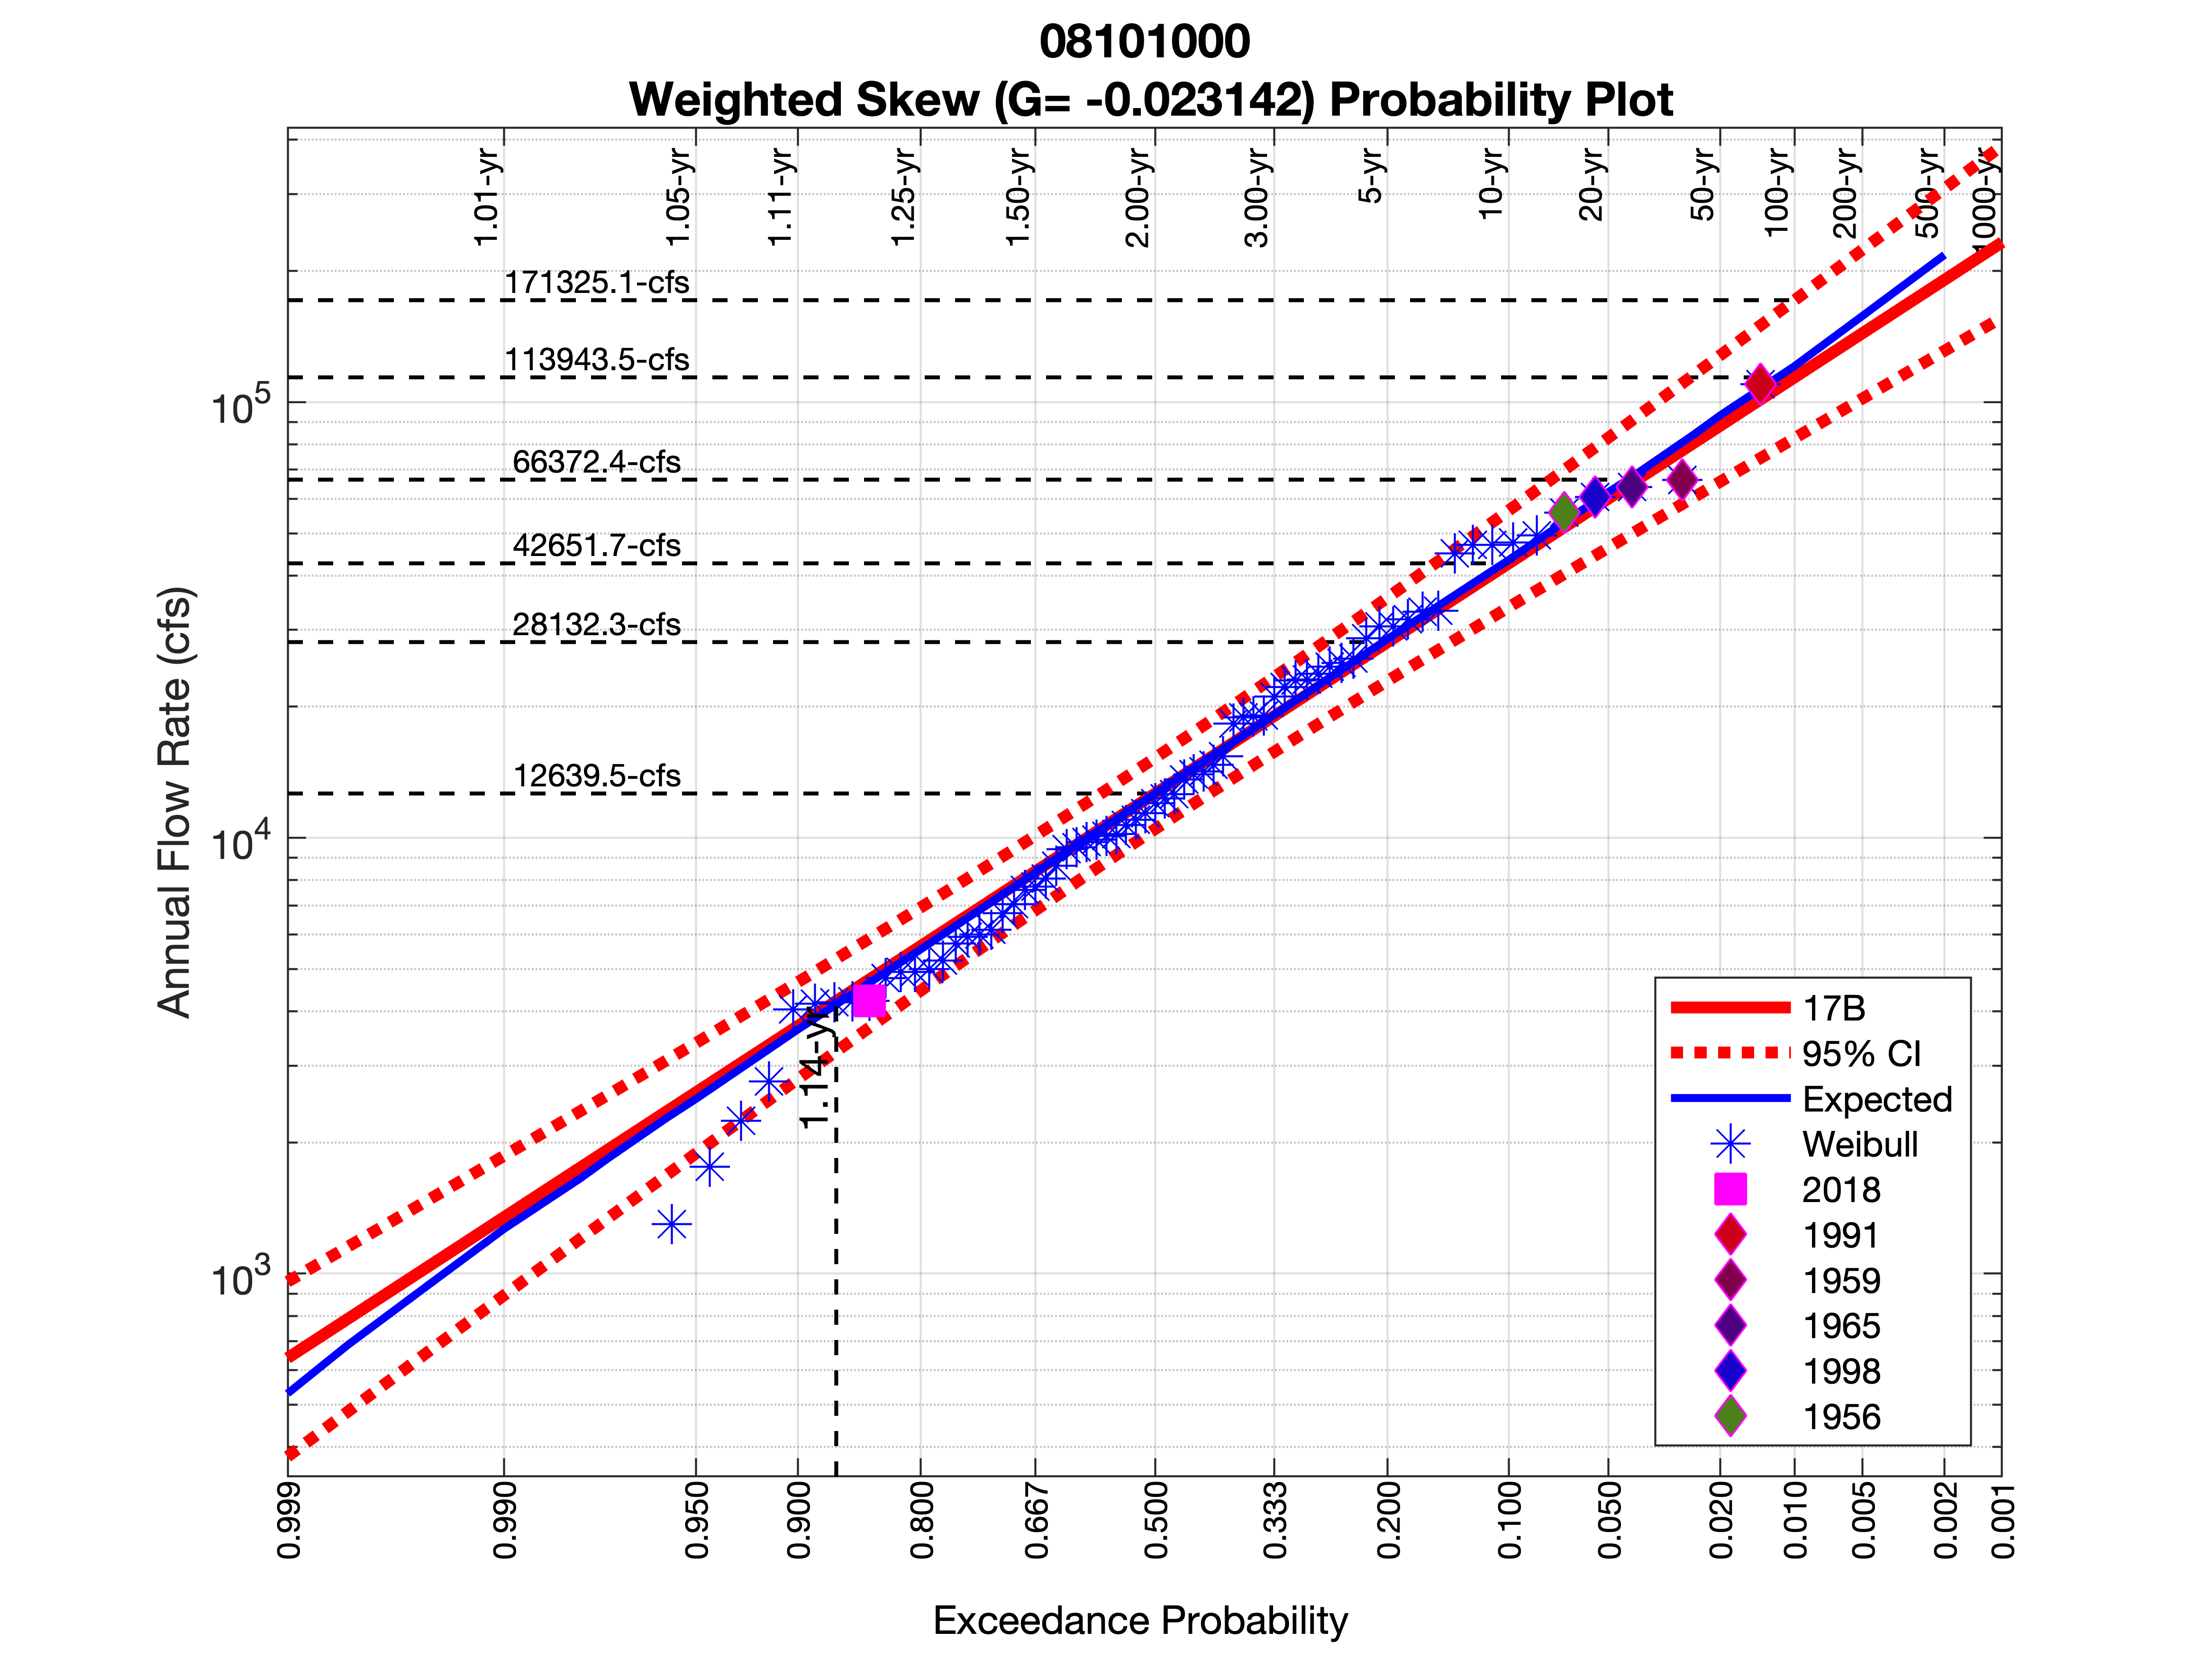 08101000
Weighted Skew (G= -0.023142) Probability Plot
1.01-yr
1.05-yr
1.11-yr
1.25-yr
1.50-yr
2.000-yr
3.00-yr
5-yr
10-yr
20-yr
50-yr
100-yr
200-yr
500-yr
1000-yr
171325.1-cfs
113943.5-cfs
66372.4-cfs
42651.7-cfs
28132.3-cfs
12639.5-cfs
1.14-yr
10^5
10^4
10^3
Annual Flow Rate (cfs)
17B
95% CI
Expected
Weibull
2018
1991
1959
1965
1998
1956
0.999
0.990
0.950
0.900
0.800
0.667
0.500
0.333
0.200
0.100
0.050
0.020
0.010
0.005
0.002
0.001
Exceedance Probability